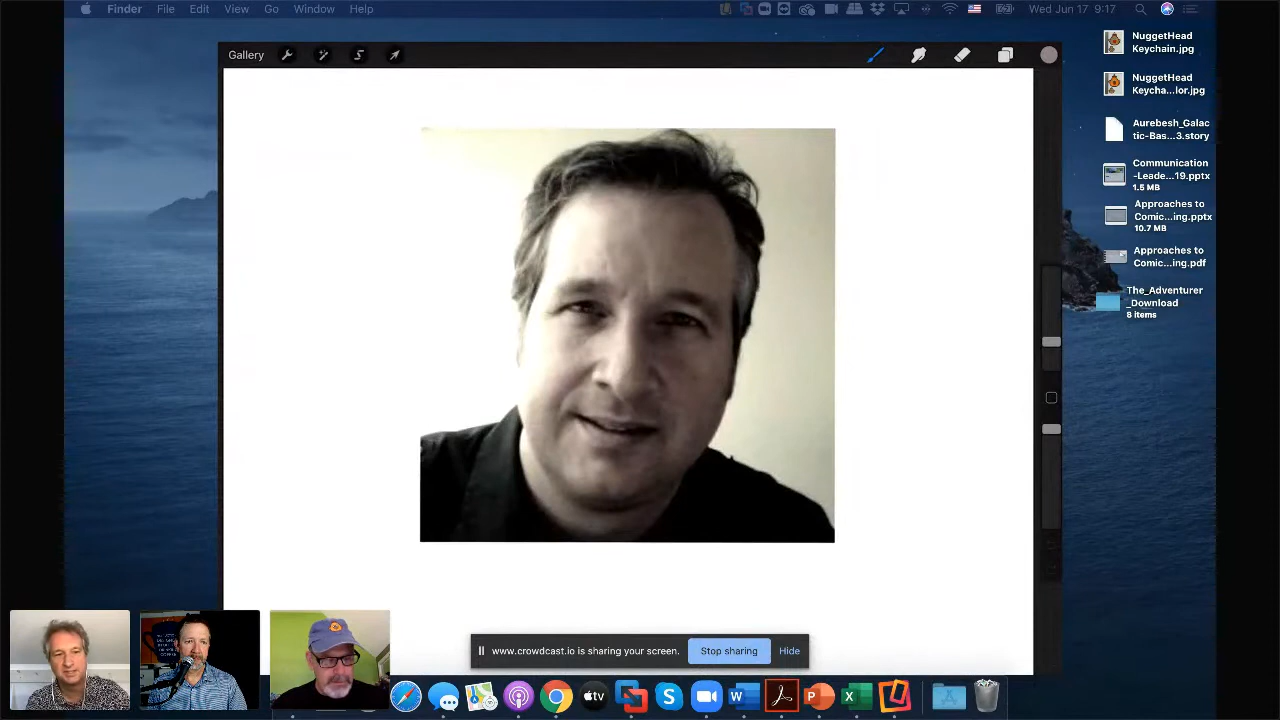 Finder File Edit View Go Window Help
Wed Jun 17 9:17
Gallery
NuggetHead
Keychain.jpg
NuggetHead
Keycha...lor.jpg
Aurebesh_Galac
tic-Bas...3.story
Communication
-Leade...19.pptx
1.5 MB
Approaches to
Comic...ing.pptx
10.7 MB
Approaches to
Comic...ing.pdf
The_Adventurer
_Download
8 items
www.crowdcast.io is sharing your screen. Stop sharing Hide
tv
W
P
X